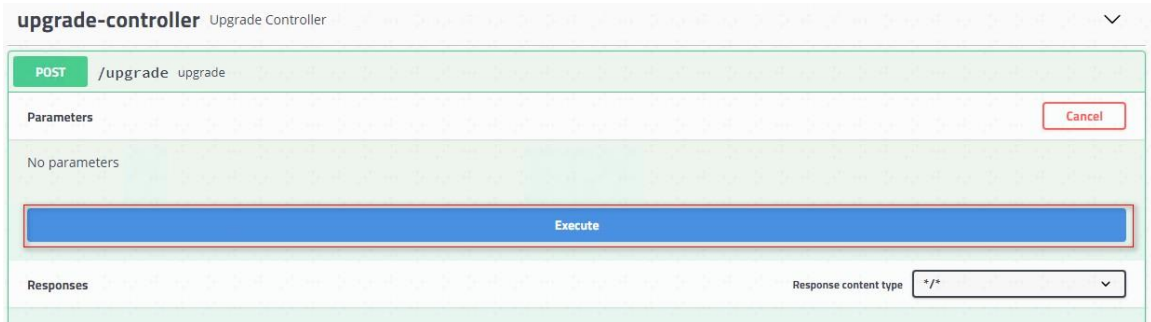 upgrade-controller Upgrade Controller
POST /upgrade upgrade
Parameters Cancel
No parameters
Execute
Responses Response content type */*